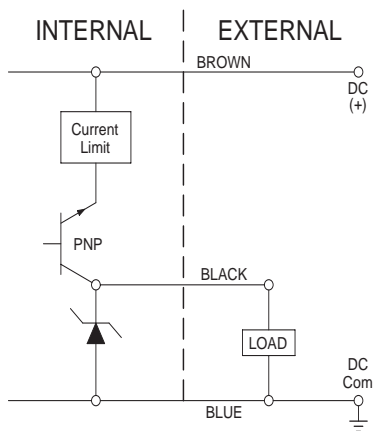 INTERNAL EXTERNAL
BROWN
DC
(+)
Current
Limit
PNP
BLACK
LOAD
DC
Com
BLUE